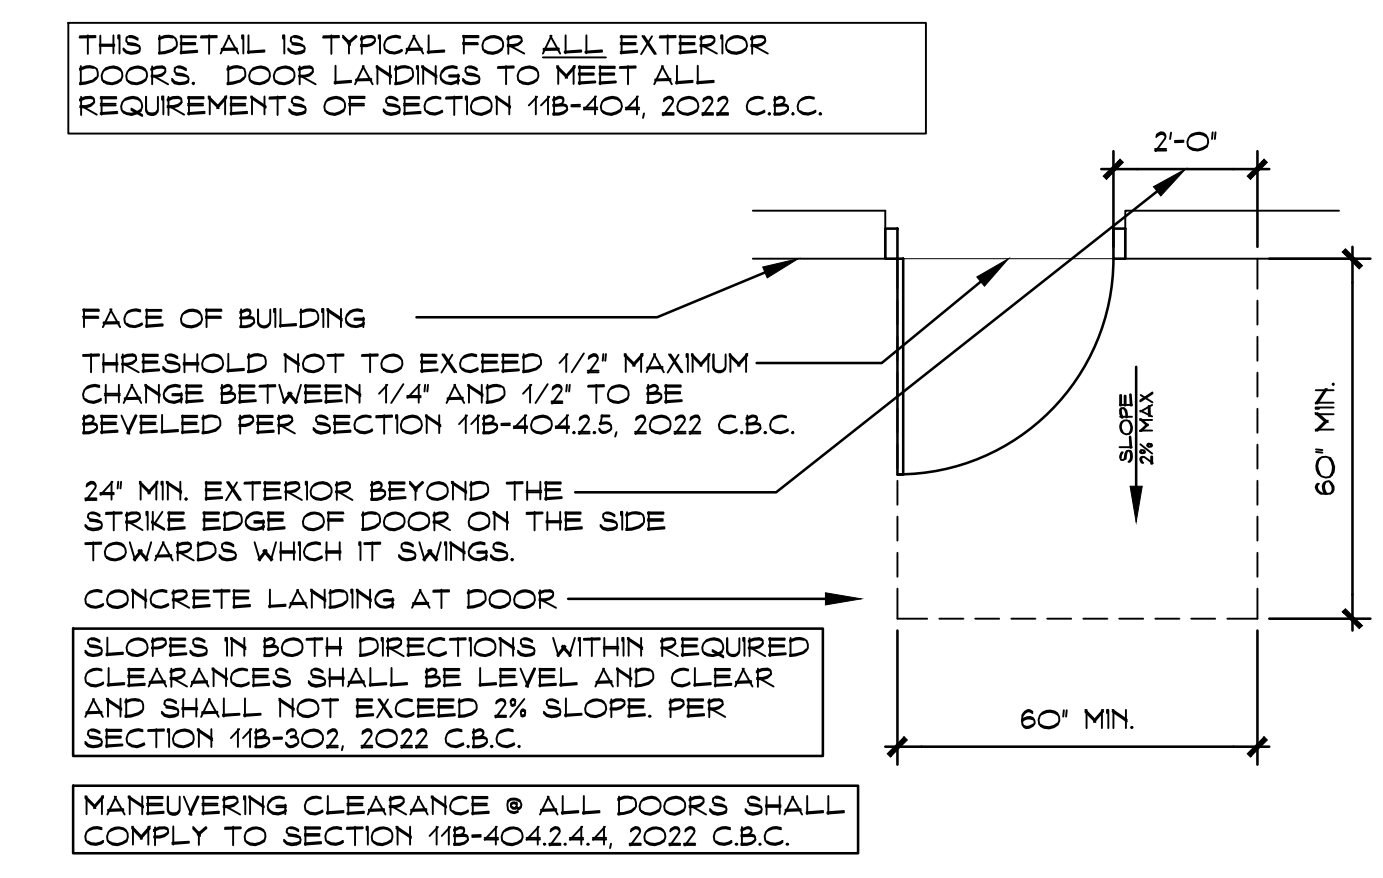 THIS DETAIL IS TYPICAL FOR ALL EXTERIOR
DOORS. DOOR LANDINGS TO MEET ALL
REQUIREMENTS OF SECTION 11B-404, 2022 C.B.C.
2'-0"
FACE OF BUILDING
THRESHOLD NOT TO EXCEED 1/2" MAXIMUM
CHANGE BETWEEN 1/4" AND 1/2" TO BE
BEVELED PER SECTION 11B-404.2.5, 2022 C.B.C.
24" MIN. EXTERIOR BEYOND THE
STRIKE EDGE OF DOOR ON THE SIDE
TOWARDS WHICH IT SWINGS.
CONCRETE LANDING AT DOOR
SLOPE
2% MAX
60" MIN.
SLOPES IN BOTH DIRECTIONS WITHIN REQUIRED
CLEARANCES SHALL BE LEVEL AND CLEAR
AND SHALL NOT EXCEED 2% SLOPE. PER
SECTION 11B-302, 2022 C.B.C.
60" MIN.
MANEUVERING CLEARANCE @ ALL DOORS SHALL
COMPLY TO SECTION 11B-404.2.4.4, 2022 C.B.C.